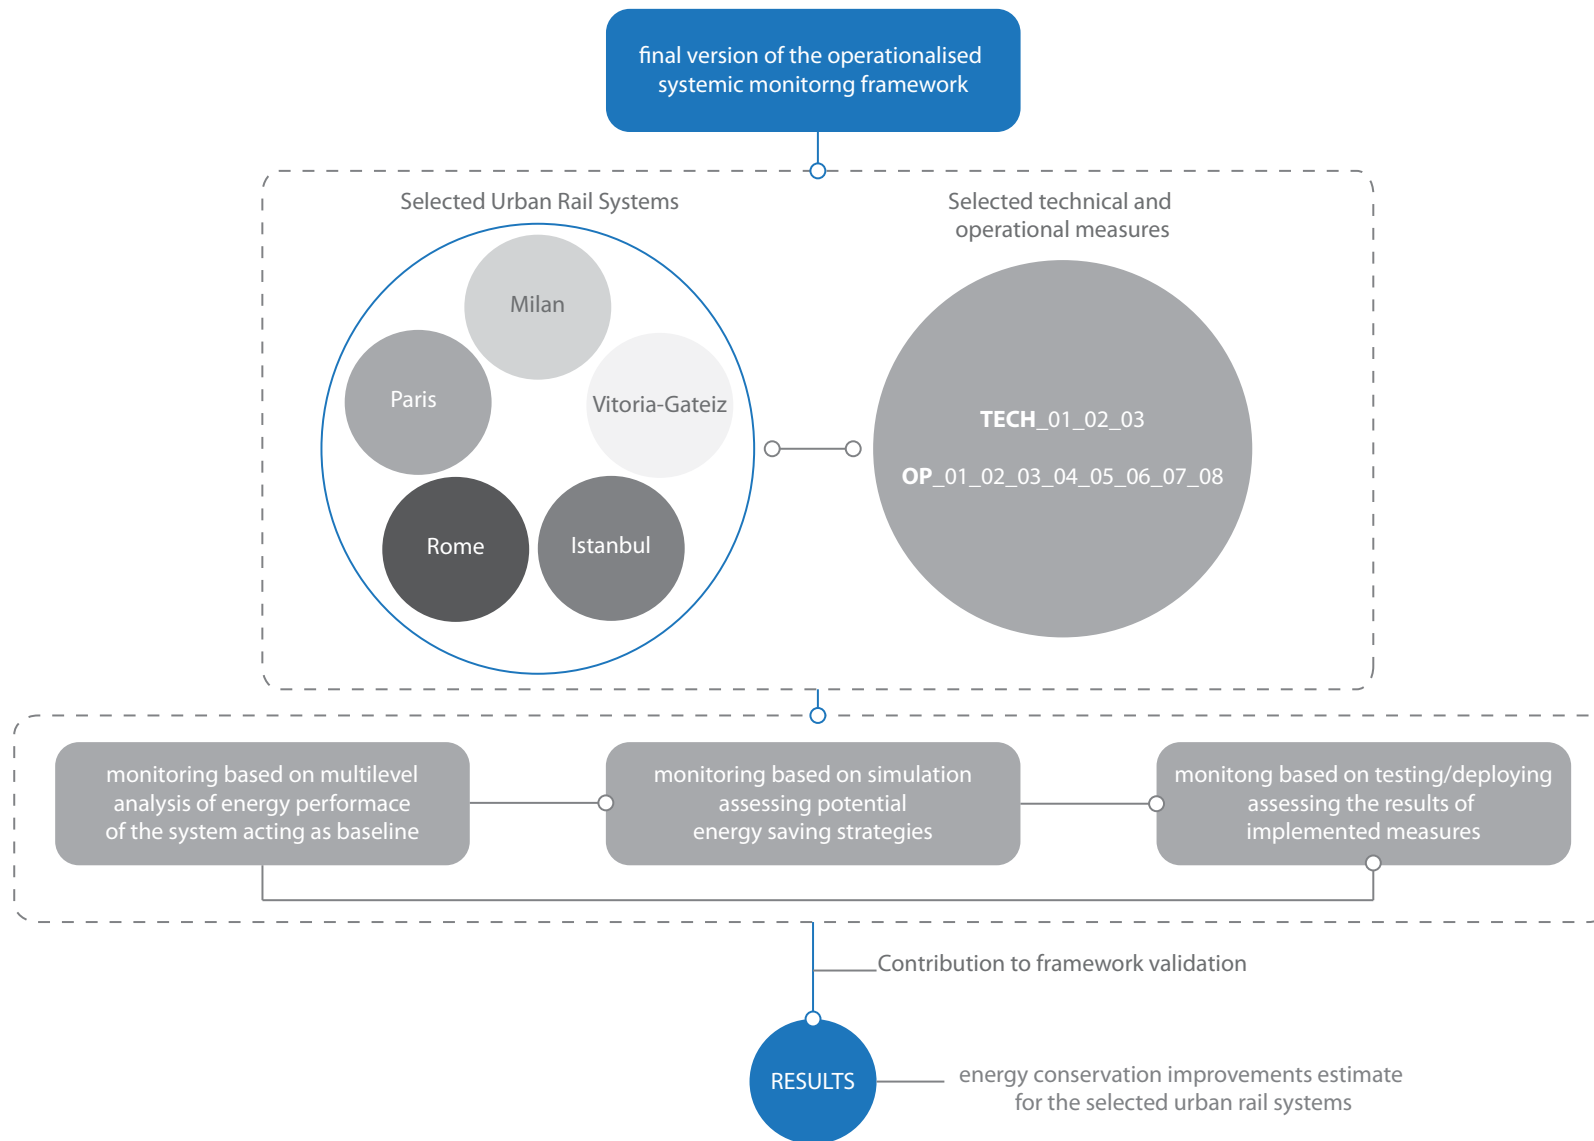 final version of the operationalised
systemic monitorng framework
Selected Urban Rail Systems
Selected technical and
operational measures
Milan
Paris
Vitoria-Gateiz
Rome
Istanbul
TECH_01_02_03
OP_01_02_03_04_05_06_07_08
monitoring based on multilevel
analysis of energy performace
of the system acting as baseline
monitoring based on simulation
assessing potential
energy saving strategies
monitong based on testing/deploying
assessing the results of
implemented measures
Contribution to framework validation
RESULTS
energy conservation improvements estimate
for the selected urban rail systems